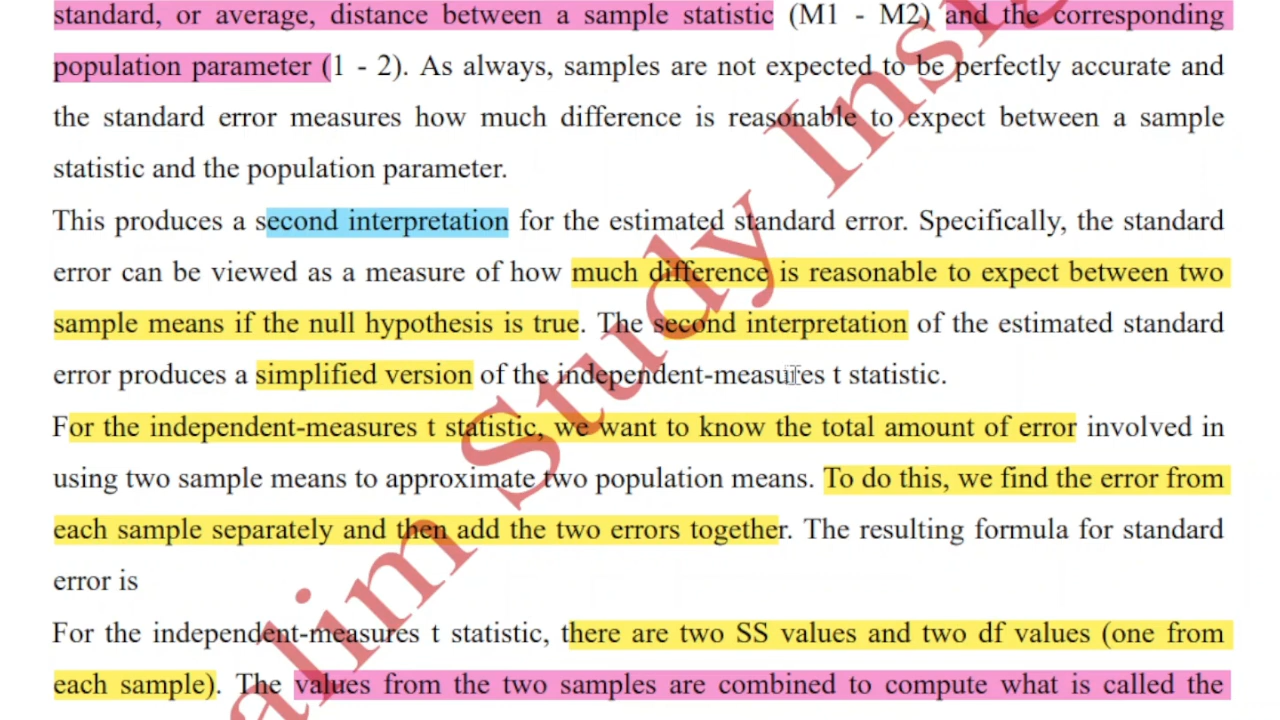 standard, or average, distance between a sample statistic (M1 - M2) and the corresponding
population parameter (1 - 2). As always, samples are not expected to be perfectly accurate and
the standard error measures how much difference is reasonable to expect between a sample
statistic and the population parameter.
This produces a second interpretation for the estimated standard error. Specifically, the standard
error can be viewed as a measure of how much difference is reasonable to expect between two
sample means if the null hypothesis is true. The second interpretation of the estimated standard
error produces a simplified version of the independent-measures t statistic.
For the independent-measures t statistic, we want to know the total amount of error involved in
using two sample means to approximate two population means. To do this, we find the error from
each sample separately and then add the two errors together. The resulting formula for standard
error is
For the independent-measures t statistic, there are two SS values and two df values (one from
each sample). The values from the two samples are combined to compute what is called the
Study